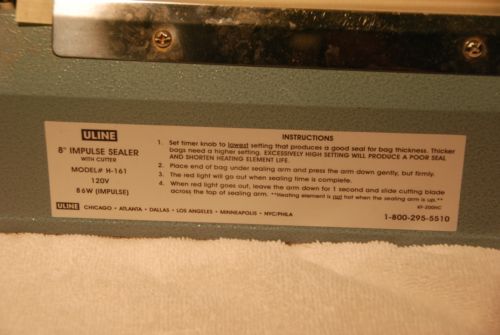 ULINE
8" IMPULSE SEALER
WITH CUTTER
MODEL# H-161
120V
86W (IMPULSE)
INSTRUCTIONS
1. Set timer knob to lowest setting that produces a good seal for bag thickness. Thicker
bags need a higher setting. EXCESSIVELY HIGH SETTING WILL PRODUCE A POOR SEAL
AND SHORTEN HEATING ELEMENT LIFE.
2. Place end of bag under sealing arm and press the arm down gently, but firmly.
3. The red light will go out when sealing time is complete.
4. When red light goes out, leave the arm down for 1 second and slide cutting blade
across the top of sealing arm. **Heating element is not hot when the sealing arm is up.**
KF-200HC
ULINE CHICAGO • ATLANTA • DALLAS • LOS ANGELES • MINNEAPOLIS • NYC/PHILA
1-800-295-5510